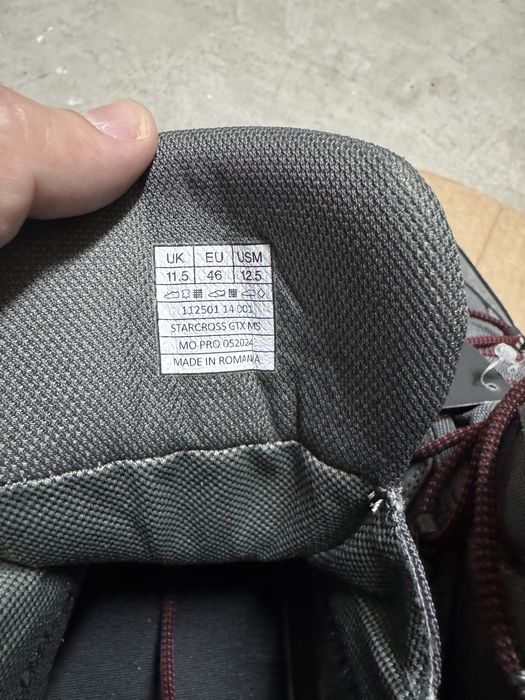 UK EU USM
11.5 46 12.5
112501 14 001
STARCROSS GTX MS
MO PRO 052024
MADE IN ROMANIA